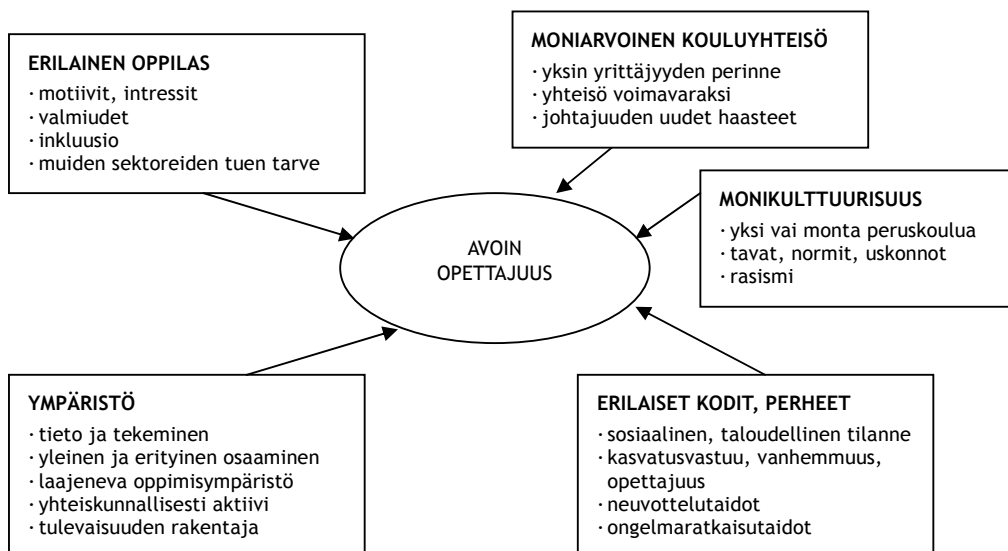 ERILAINEN OPPILAS
· motiivit, intressit
· valmiudet
· inkluusio
· muiden sektoreiden tuen tarve
MONIARVOINEN KOULUYHTEISÖ
· yksin yrittäjyyden perinne
· yhteisö voimavaraksi
· johtajuuden uudet haasteet
MONIKULTTUURISUUS
· yksi vai monta peruskoulua
· tavat, normit, uskonnot
· rasismi
AVOIN
OPETTAJUUS
YMPÄRISTÖ
· tieto ja tekeminen
· yleinen ja erityinen osaaminen
· laajeneva oppimisympäristö
· yhteiskunnallisesti aktiivi
· tulevaisuuden rakentaja
ERILAISET KODIT, PERHEET
· sosiaalinen, taloudellinen tilanne
· kasvatusvastuu, vanhemmuus,
opettajuus
· neuvottelutaidot
· ongelmaratkaisutaidot